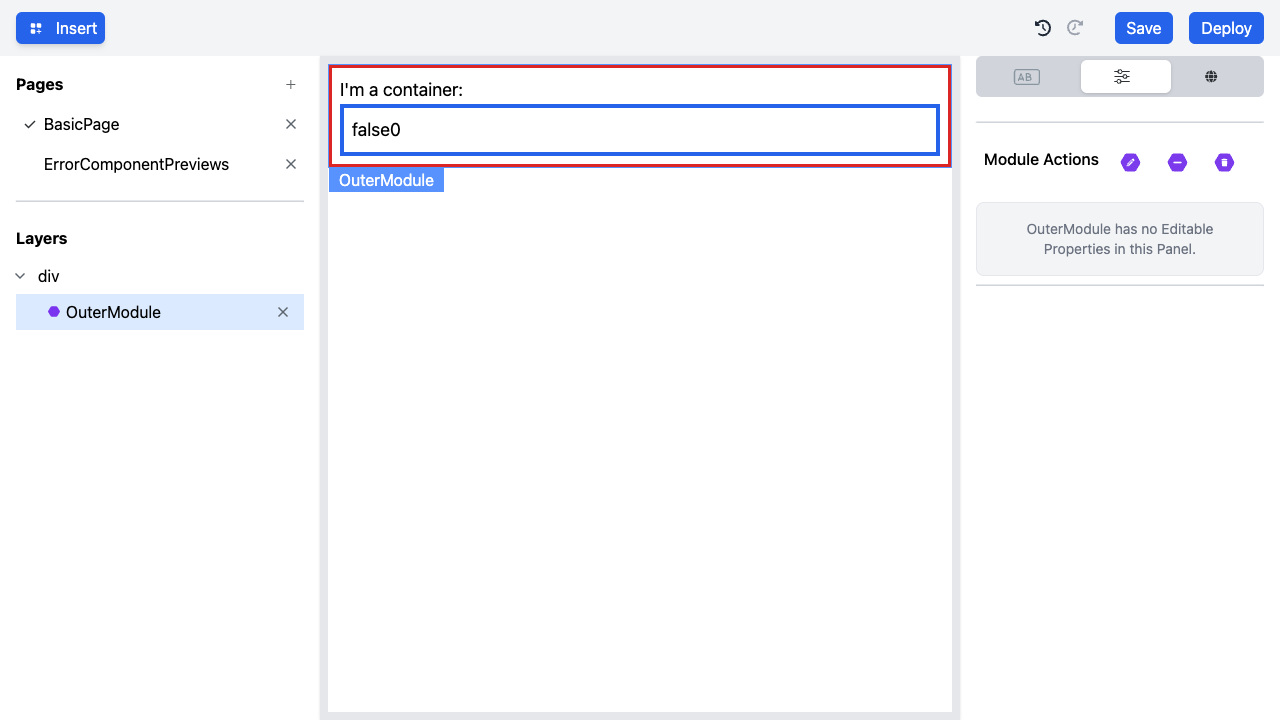 Insert
Save
Deploy
Pages
BasicPage
ErrorComponentPreviews
Layers
div
OuterModule
I'm a container:
false0
OuterModule
AB
Module Actions
OuterModule has no Editable
Properties in this Panel.